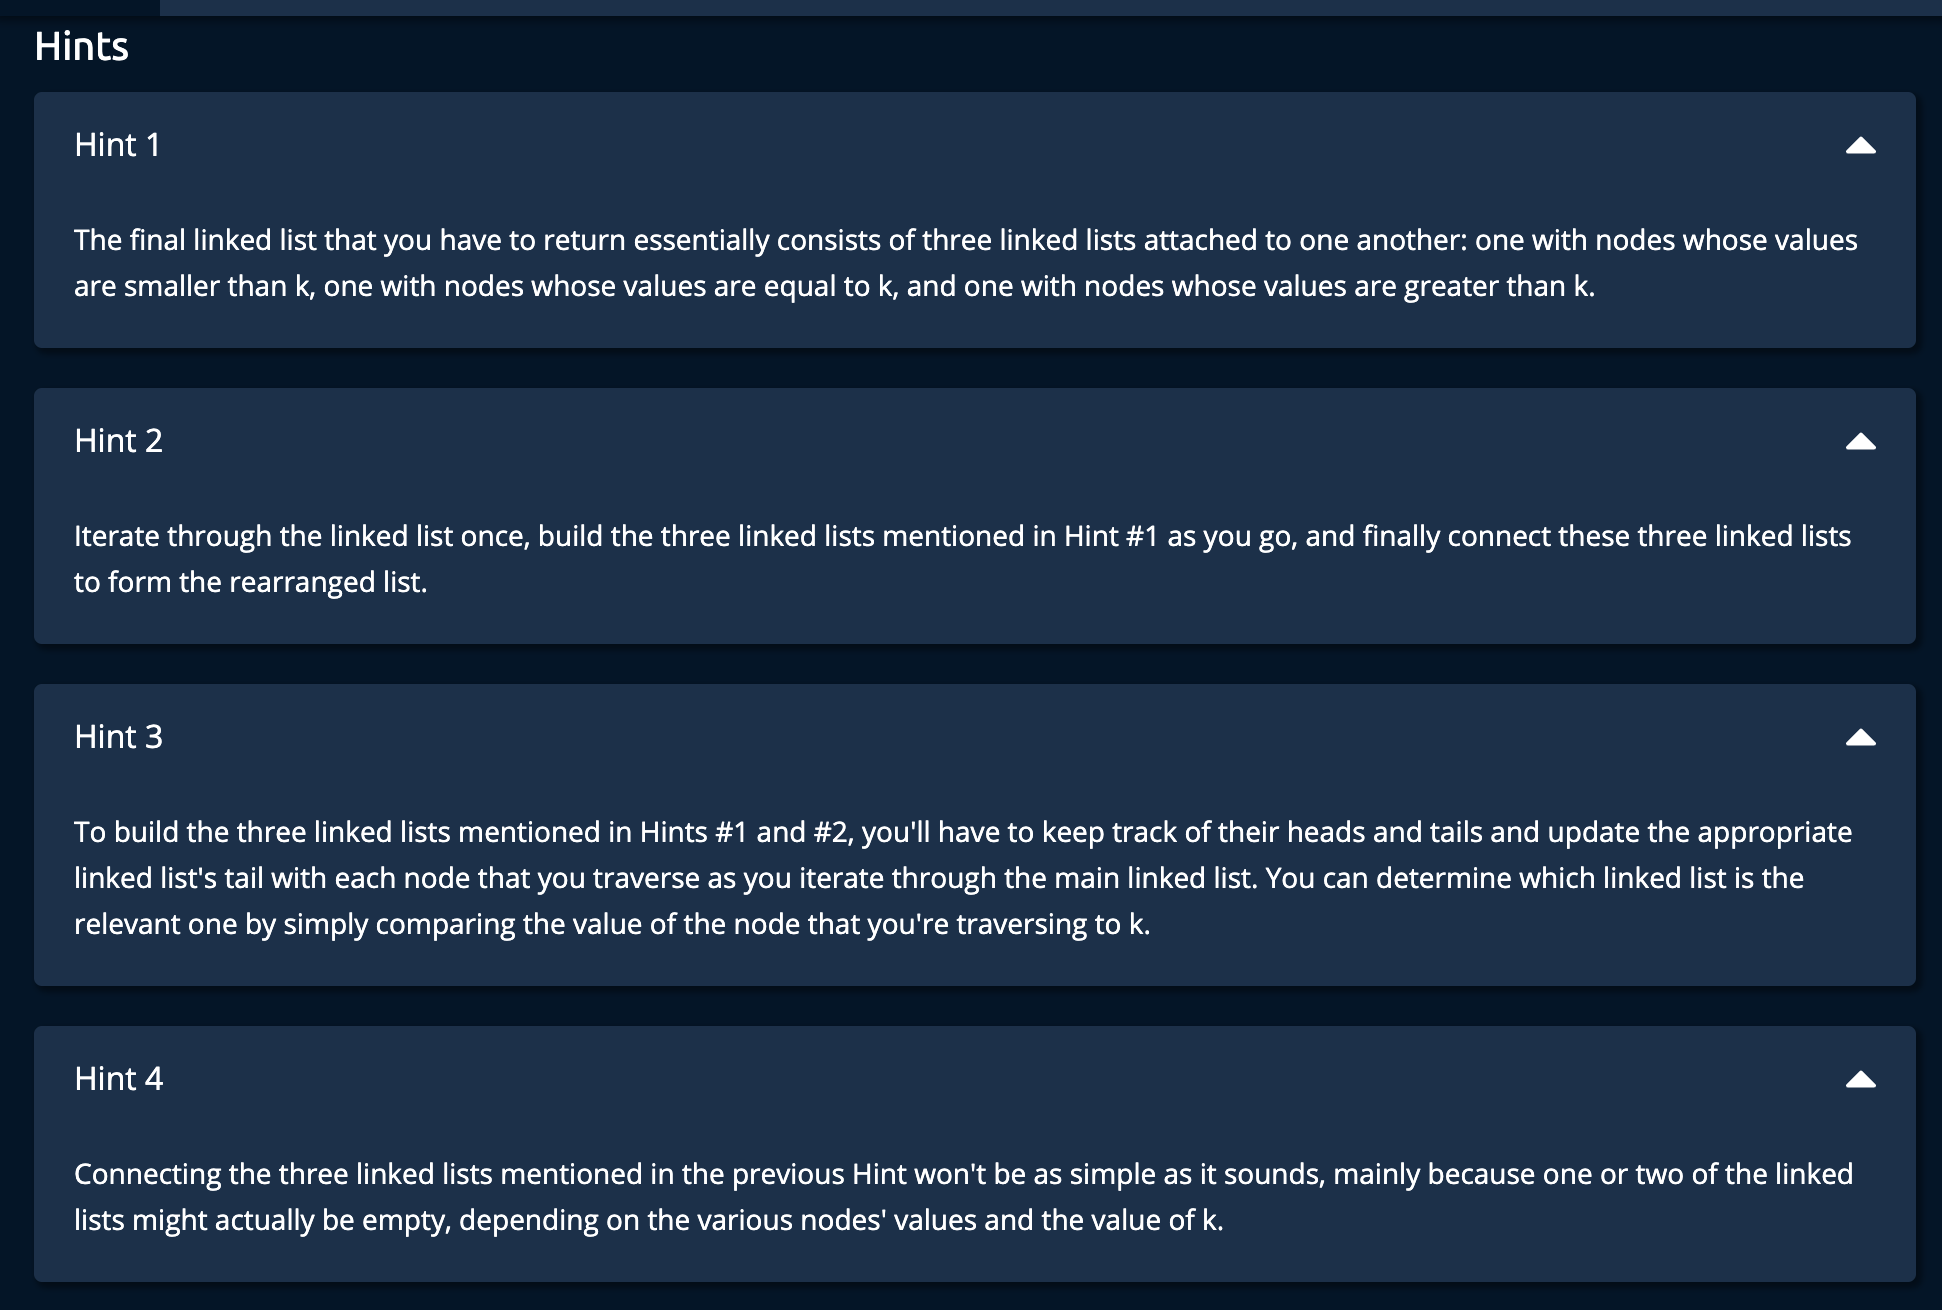 Hints
Hint 1
The final linked list that you have to return essentially consists of three linked lists attached to one another: one with nodes whose values
are smaller than k, one with nodes whose values are equal to k, and one with nodes whose values are greater than k.
Hint 2
Iterate through the linked list once, build the three linked lists mentioned in Hint #1 as you go, and finally connect these three linked lists
to form the rearranged list.
Hint 3
To build the three linked lists mentioned in Hints #1 and #2, you'll have to keep track of their heads and tails and update the appropriate
linked list's tail with each node that you traverse as you iterate through the main linked list. You can determine which linked list is the
relevant one by simply comparing the value of the node that you're traversing to k.
Hint 4
Connecting the three linked lists mentioned in the previous Hint won't be as simple as it sounds, mainly because one or two of the linked
lists might actually be empty, depending on the various nodes' values and the value of k.